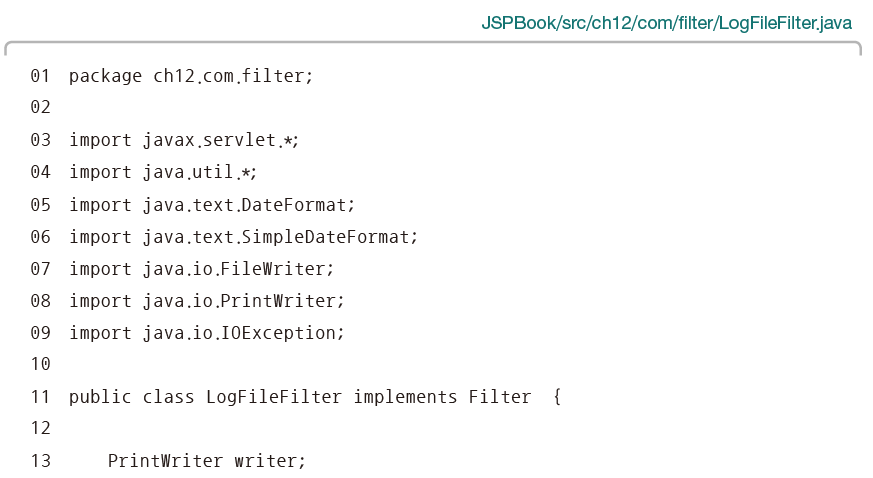 JSPBook/src/ch12/com/filter/LogFileFilter.java
01 package ch12.com.filter;
02
03 import javax.servlet.*;
04 import java.util.*;
05 import java.text.DateFormat;
06 import java.text.SimpleDateFormat;
07 import java.io.FileWriter;
08 import java.io.PrintWriter;
09 import java.io.IOException;
10
11 public class LogFileFilter implements Filter {
12
13 PrintWriter writer;